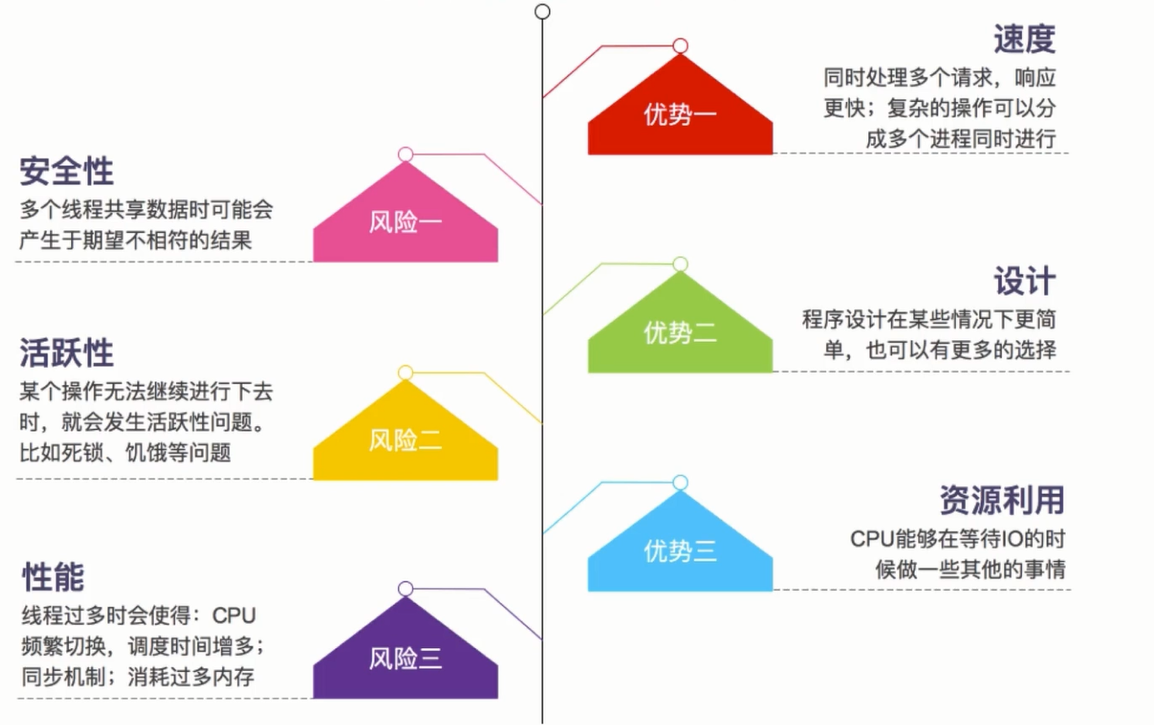 速度
同时处理多个请求，响应
更快；复杂的操作可以分
成多个进程同时进行
优势一
安全性
多个线程共享数据时可能会
产生于期望不相符的结果
风险一
设计
程序设计在某些情况下更简
单，也可以有更多的选择
优势二
活跃性
某个操作无法继续进行下去
时，就会发生活跃性问题。
比如死锁、饥饿等问题
风险二
资源利用
CPU能够在等待IO的时
候做一些其他的事情
优势三
性能
线程过多时会使得：CPU
频繁切换，调度时间增多；
同步机制；消耗过多内存
风险三